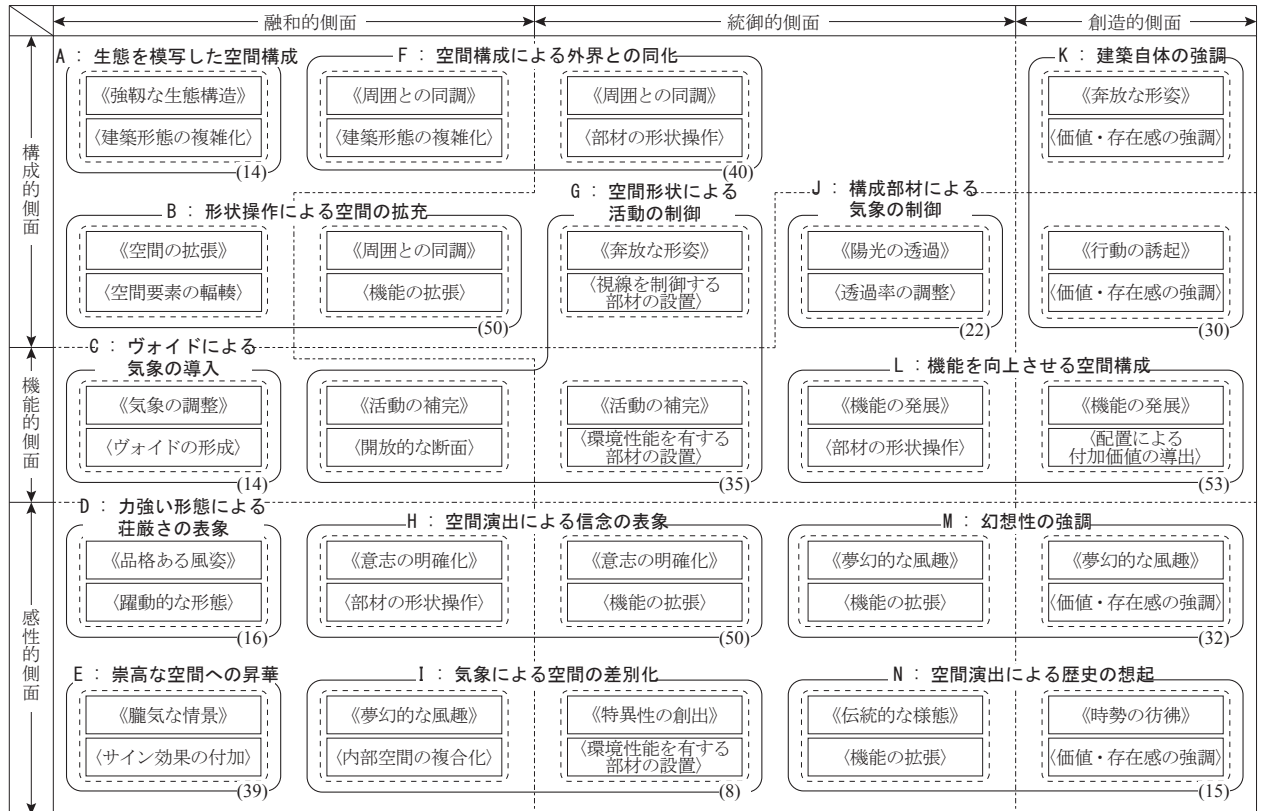 融和的側面
統御的側面
創造的側面
構成的側面
A : 生態を模写した空間構成
《強靱な生態構造》
〈建築形態の複雑化〉
(14)
F : 空間構成による外界との同化
《周囲との同調》
〈建築形態の複雑化〉
《周囲との同調》
〈部材の形状操作〉
(40)
K : 建築自体の強調
《奔放な形姿》
〈価値・存在感の強調〉
《行動の誘起》
〈価値・存在感の強調〉
(30)
B : 形状操作による空間の拡充
《空間の拡張》
〈空間要素の輻輳〉
《周囲との同調》
〈機能の拡張〉
(50)
G : 空間形状による
活動の制御
《奔放な形姿》
〈視線を制御する
部材の設置〉
J : 構成部材による
気象の制御
《陽光の透過》
〈透過率の調整〉
(22)
機能的側面
C : ヴォイドによる
気象の導入
《気象の調整》
〈ヴォイドの形成〉
(14)
《活動の補完》
〈開放的な断面〉
《活動の補完》
〈環境性能を有する
部材の設置〉
(35)
L : 機能を向上させる空間構成
《機能の発展》
〈部材の形状操作〉
《機能の発展》
〈配置による
付加価値の導出〉
(53)
感性的側面
D : 力強い形態による
荘厳さの表象
《品格ある風姿》
〈躍動的な形態〉
(16)
H : 空間演出による信念の表象
《意志の明確化》
〈部材の形状操作〉
《意志の明確化》
〈機能の拡張〉
(50)
M : 幻想性の強調
《夢幻的な風趣》
〈機能の拡張〉
《夢幻的な風趣》
〈価値・存在感の強調〉
(32)
E : 崇高な空間への昇華
《朧気な情景》
〈サイン効果の付加〉
(39)
I : 気象による空間の差別化
《夢幻的な風趣》
〈内部空間の複合化〉
《特異性の創出》
〈環境性能を有する
部材の設置〉
(8)
N : 空間演出による歴史の想起
《伝統的な様態》
〈機能の拡張〉
《時勢の彷彿》
〈価値・存在感の強調〉
(15)